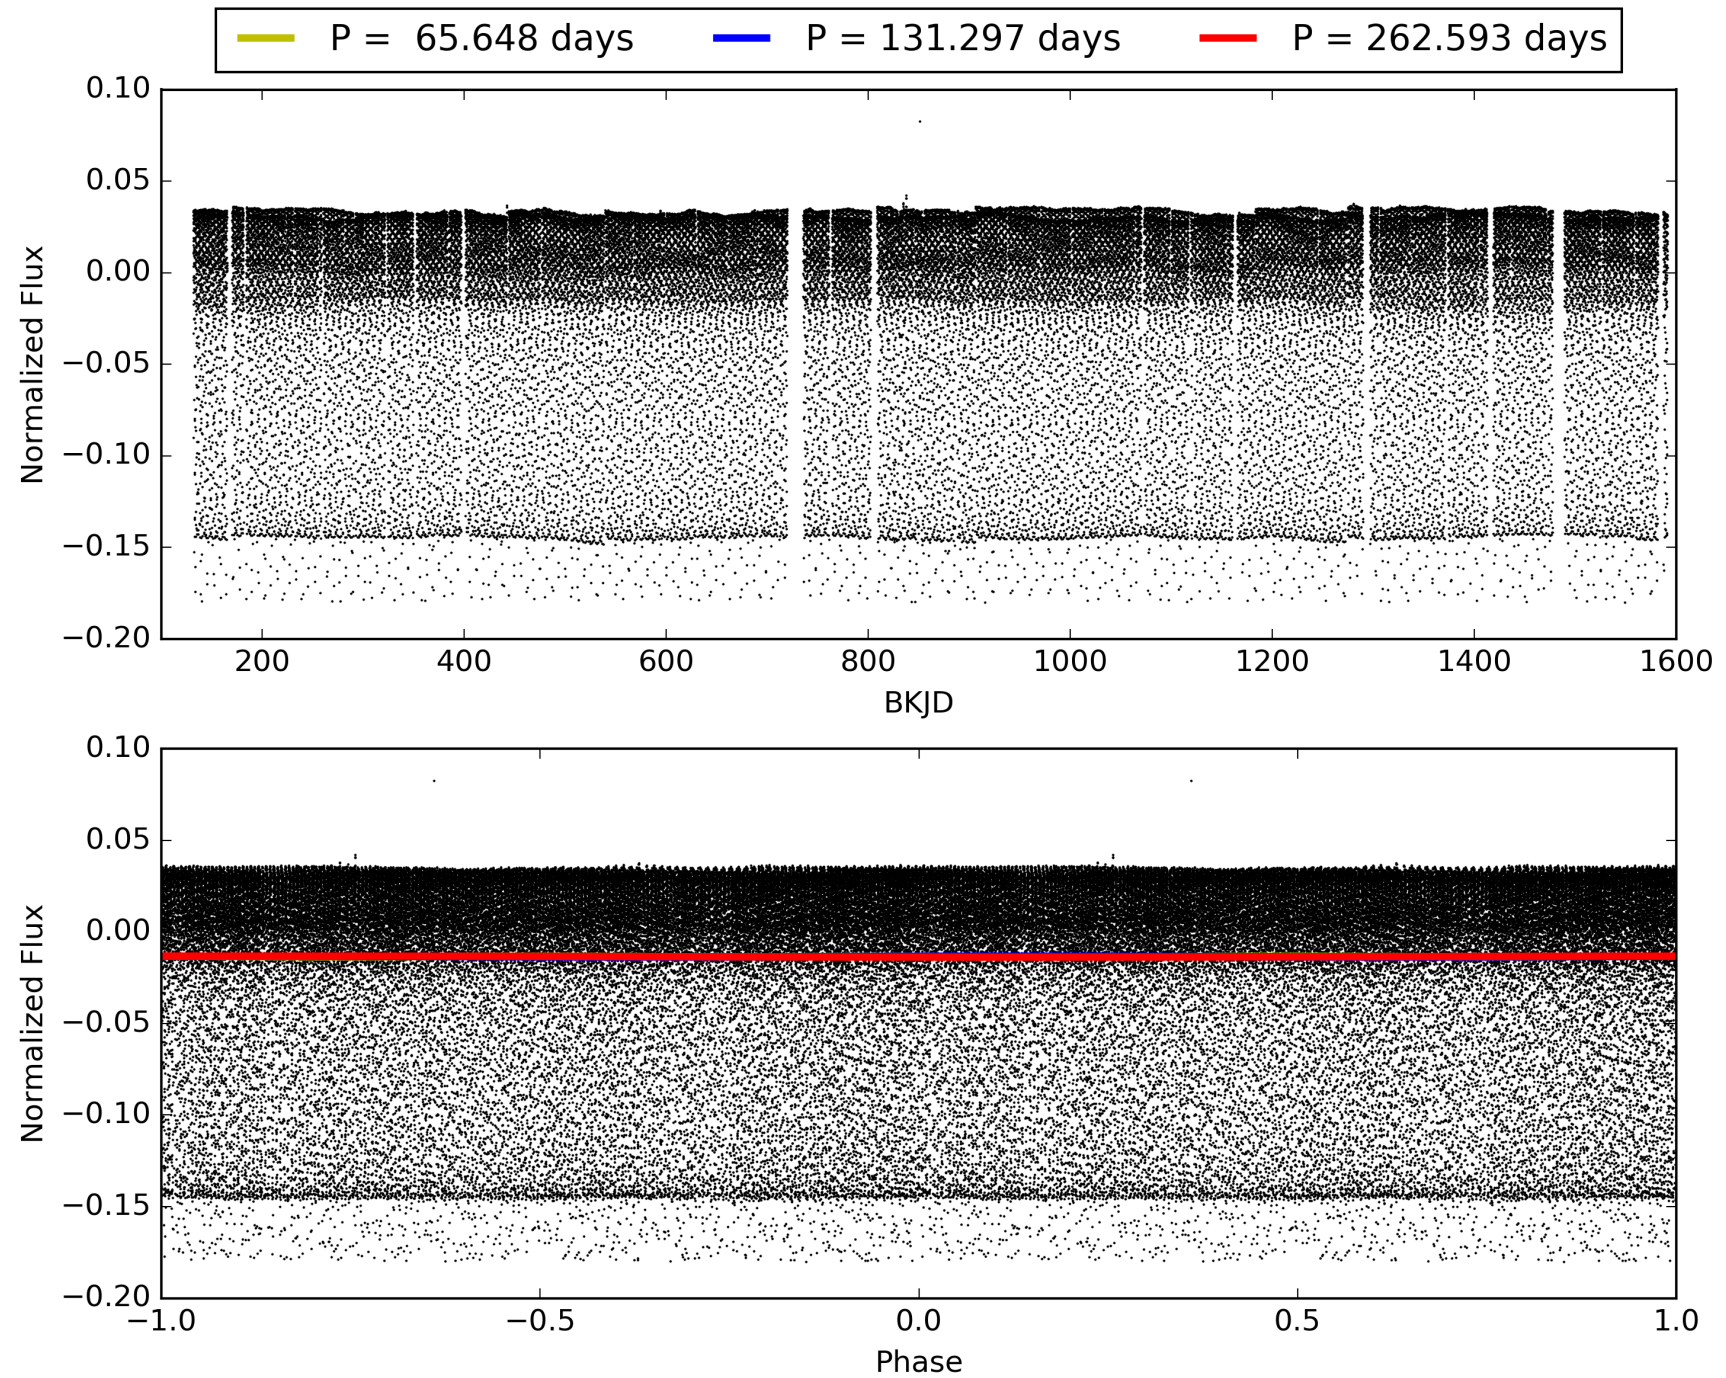 P =  65.648 days P = 131.297 days P = 262.593 days
0.10
0.05
0.00
−0.05
−0.10
−0.15
−0.20
Normalized Flux
200 400 600 800 1000 1200 1400 1600
BKJD
0.10
0.05
0.00
−0.05
−0.10
−0.15
−0.20
Normalized Flux
−1.0 −0.5 0.0 0.5 1.0
Phase